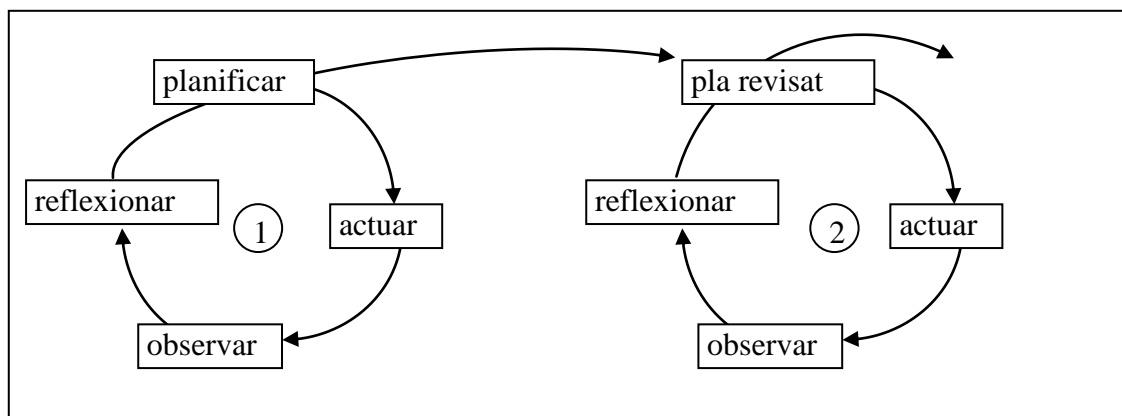 planificar
actuar
observar
reflexionar
1
pla revisat
actuar
observar
reflexionar
2